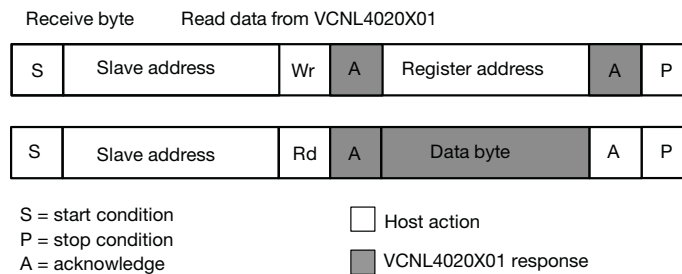 Receive byte Read data from VCNL4020X01
S Slave address Wr A Register address A P
S Slave address Rd A Data byte A P
S = start condition
P = stop condition
A = acknowledge
Host action
VCNL4020X01 response